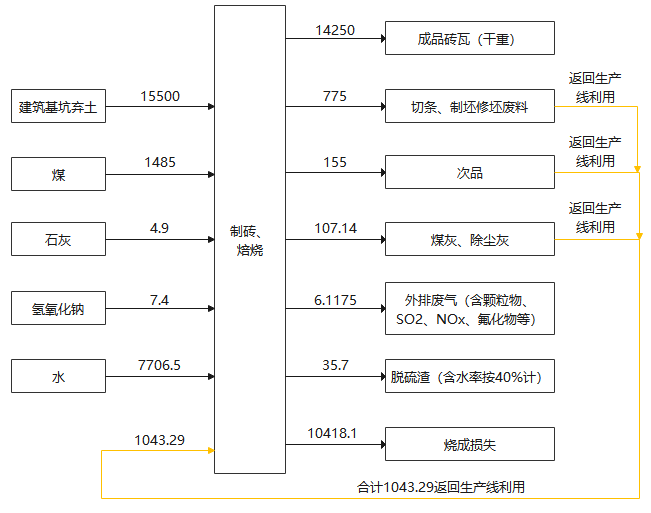 14250
成品砖瓦（干重）
返回生产
线利用
建筑基坑弃土
15500
775
切条、制坯修坯废料
返回生产
线利用
煤
1485
155
次品
返回生产
线利用
石灰
4.9
制砖、
焙烧
107.14
煤灰、除尘灰
氢氧化钠
7.4
6.1175
外排废气（含颗粒物、
SO2、NOx、氟化物等）
水
7706.5
35.7
脱硫渣（含水率按40%计）
1043.29
10418.1
烧成损失
合计1043.29返回生产线利用